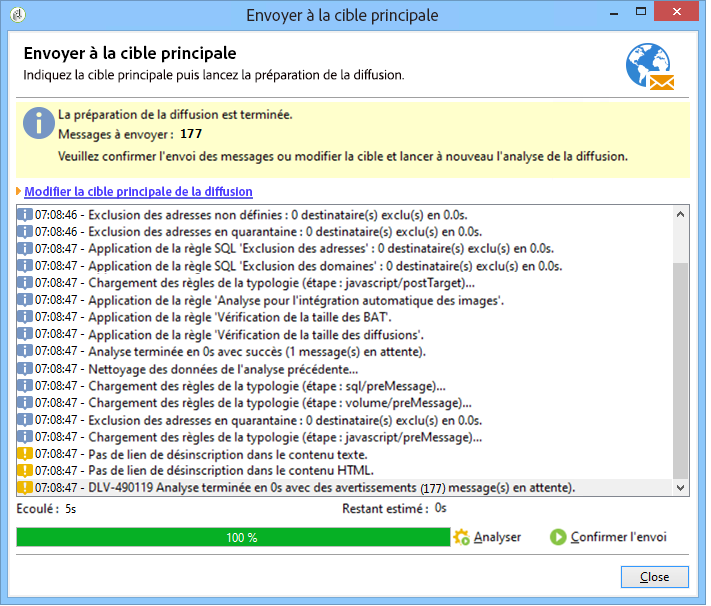 Envoyer à la cible principale
Envoyer à la cible principale
Indiquez la cible principale puis lancez la préparation de la diffusion.
La préparation de la diffusion est terminée.
Messages à envoyer : 177
Veuillez confirmer l'envoi des messages ou modifier la cible et lancer à nouveau l'analyse de la diffusion.
Modifier la cible principale de la diffusion
07:08:46 - Exclusion des adresses non définies : 0 destinataire(s) exclu(s) en 0.0s.
07:08:46 - Exclusion des adresses en quarantaine : 0 destinataire(s) exclu(s) en 0.0s.
07:08:47 - Application de la règle SQL 'Exclusion des adresses' : 0 destinataire(s) exclu(s) en 0.0s.
07:08:47 - Application de la règle SQL 'Exclusion des domaines' : 0 destinataire(s) exclu(s) en 0.0s.
07:08:47 - Chargement des règles de la typologie (étape : javascript/postTarget)...
07:08:47 - Application de la règle 'Analyse pour l'intégration automatique des images'.
07:08:47 - Application de la règle 'Vérification de la taille des BAT'.
07:08:47 - Application de la règle 'Vérification de la taille des diffusions'.
07:08:47 - Analyse terminée en 0s avec succès (1 message(s) en attente).
07:08:47 - Nettoyage des données de l'analyse précédente...
07:08:47 - Chargement des règles de la typologie (étape : sql/preMessage)...
07:08:47 - Chargement des règles de la typologie (étape : volume/preMessage)...
07:08:47 - Exclusion des adresses en quarantaine : 0 destinataire(s) exclu(s) en 0.0s.
07:08:47 - Chargement des règles de la typologie (étape : javascript/preMessage)...
07:08:47 - Pas de lien de désinscription dans le contenu texte.
07:08:47 - Pas de lien de désinscription dans le contenu HTML.
07:08:47 - DLV-490119 Analyse terminée en 0s avec des avertissements (177) message(s) en attente).
Ecoulé : 5s Restant estimé : 0s
100 % Analyser Confirmer l'envoi
Close